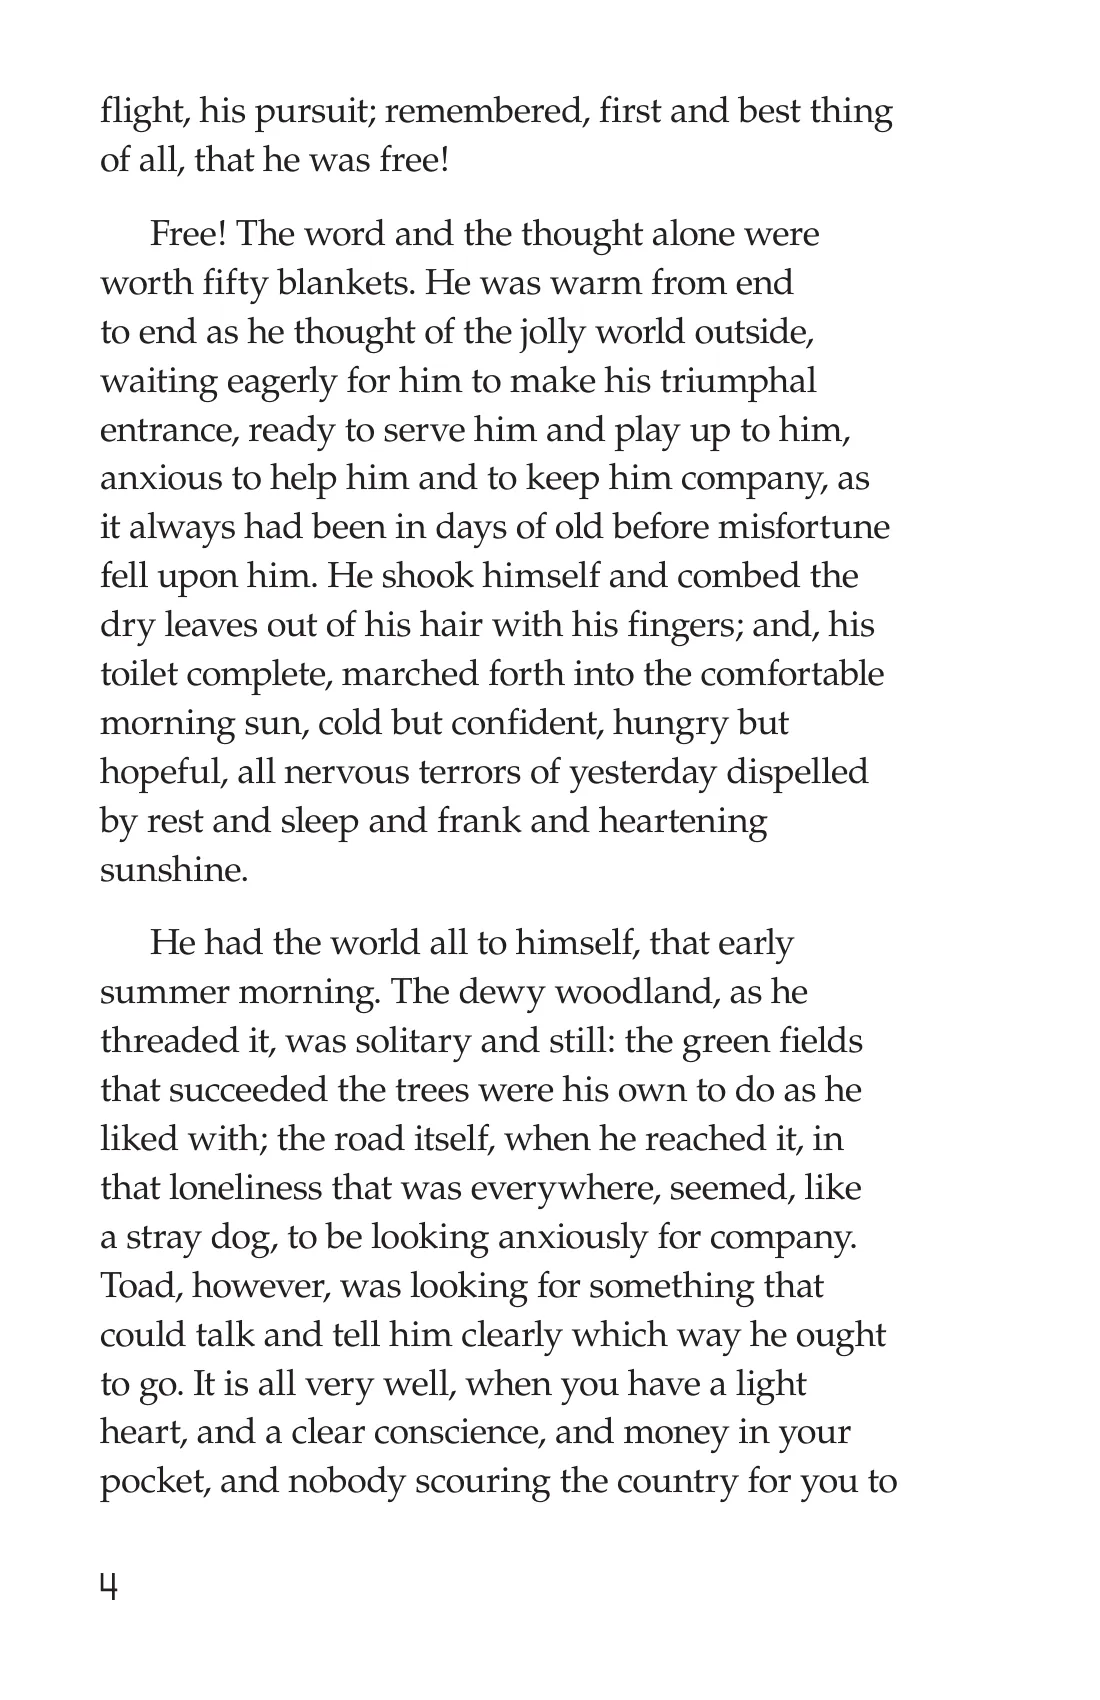 flight, his pursuit; remembered, first and best thing
of all, that he was free!
Free! The word and the thought alone were
worth fifty blankets. He was warm from end
to end as he thought of the jolly world outside,
waiting eagerly for him to make his triumphal
entrance, ready to serve him and play up to him,
anxious to help him and to keep him company, as
it always had been in days of old before misfortune
fell upon him. He shook himself and combed the
dry leaves out of his hair with his fingers; and, his
toilet complete, marched forth into the comfortable
morning sun, cold but confident, hungry but
hopeful, all nervous terrors of yesterday dispelled
by rest and sleep and frank and heartening
sunshine.
He had the world all to himself, that early
summer morning. The dewy woodland, as he
threaded it, was solitary and still: the green fields
that succeeded the trees were his own to do as he
liked with; the road itself, when he reached it, in
that loneliness that was everywhere, seemed, like
a stray dog, to be looking anxiously for company.
Toad, however, was looking for something that
could talk and tell him clearly which way he ought
to go. It is all very well, when you have a light
heart, and a clear conscience, and money in your
pocket, and nobody scouring the country for you to
4